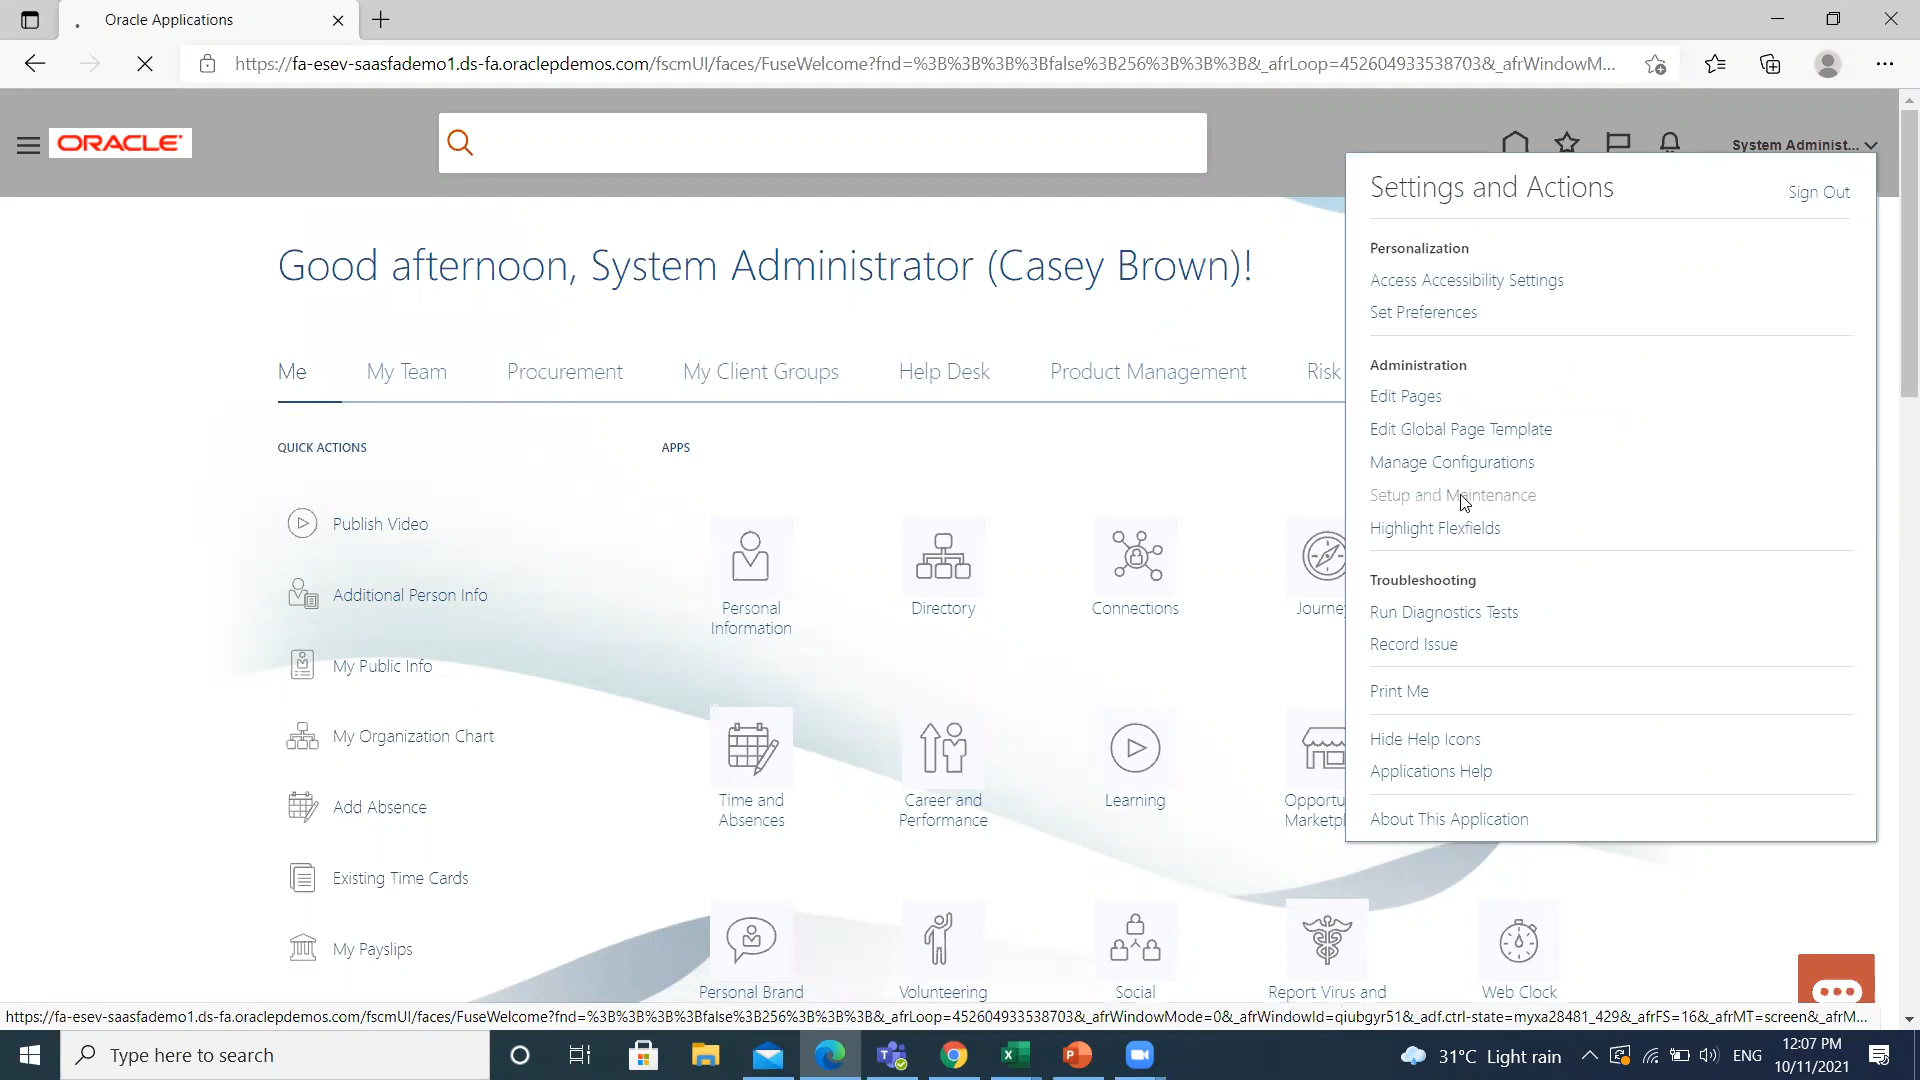 Oracle Applications
https://fa-esev-saasfademo1.ds-fa.oraclepdemos.com/fscmUI/faces/FuseWelcome?fnd=%3B%3B%3B%3Bfalse%3B256%3B%3B%3B&_afrLoop=452604933538703&_afrWindowM...
ORACLE
System Administ...
Settings and Actions
Sign Out
Personalization
Access Accessibility Settings
Set Preferences
Administration
Edit Pages
Edit Global Page Template
Manage Configurations
Setup and Maintenance
Highlight Flexfields
Troubleshooting
Run Diagnostics Tests
Record Issue
Print Me
Hide Help Icons
Applications Help
About This Application
Good afternoon, System Administrator (Casey Brown)!
Me My Team Procurement My Client Groups Help Desk Product Management Risk
QUICK ACTIONS
Publish Video
Additional Person Info
My Public Info
My Organization Chart
Add Absence
Existing Time Cards
My Payslips
APPS
Personal
Information
Directory
Connections
Journey
Time and
Absences
Career and
Performance
Learning
Opportu
Marketpl
Personal Brand
Volunteering
Social
Report Virus and
Web Clock
https://fa-esev-saasfademo1.ds-fa.oraclepdemos.com/fscmUI/faces/FuseWelcome?fnd=%3B%3B%3B%3Bfalse%3B256%3B%3B%3B&_afrLoop=452604933538703&_afrWindowMode=0&_afrWindowId=qiubgyr51&_adf.ctrl-state=myxa28481_429&_afrFS=16&_afrMT=screen&_afrM...
Type here to search
31°C Light rain
ENG
12:07 PM
10/11/2021